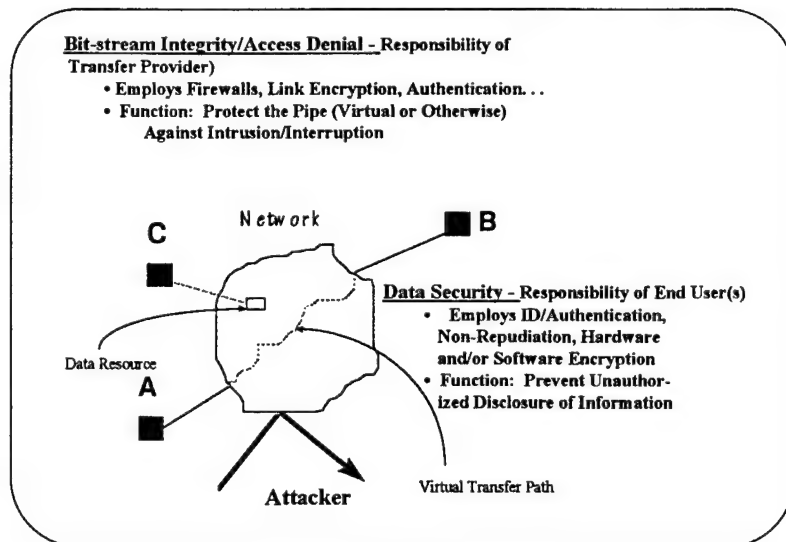 Bit-stream Integrity/Access Denial - Responsibility of
Transfer Provider)
• Employs Firewalls, Link Encryption, Authentication. . .
• Function: Protect the Pipe (Virtual or Otherwise)
Against Intrusion/Interruption
Network
C
B
Data Security - Responsibility of End User(s)
• Employs ID/Authentication,
Non-Repudiation, Hardware
and/or Software Encryption
• Function: Prevent Unauthor-
ized Disclosure of Information
Data Resource
A
Attacker
Virtual Transfer Path